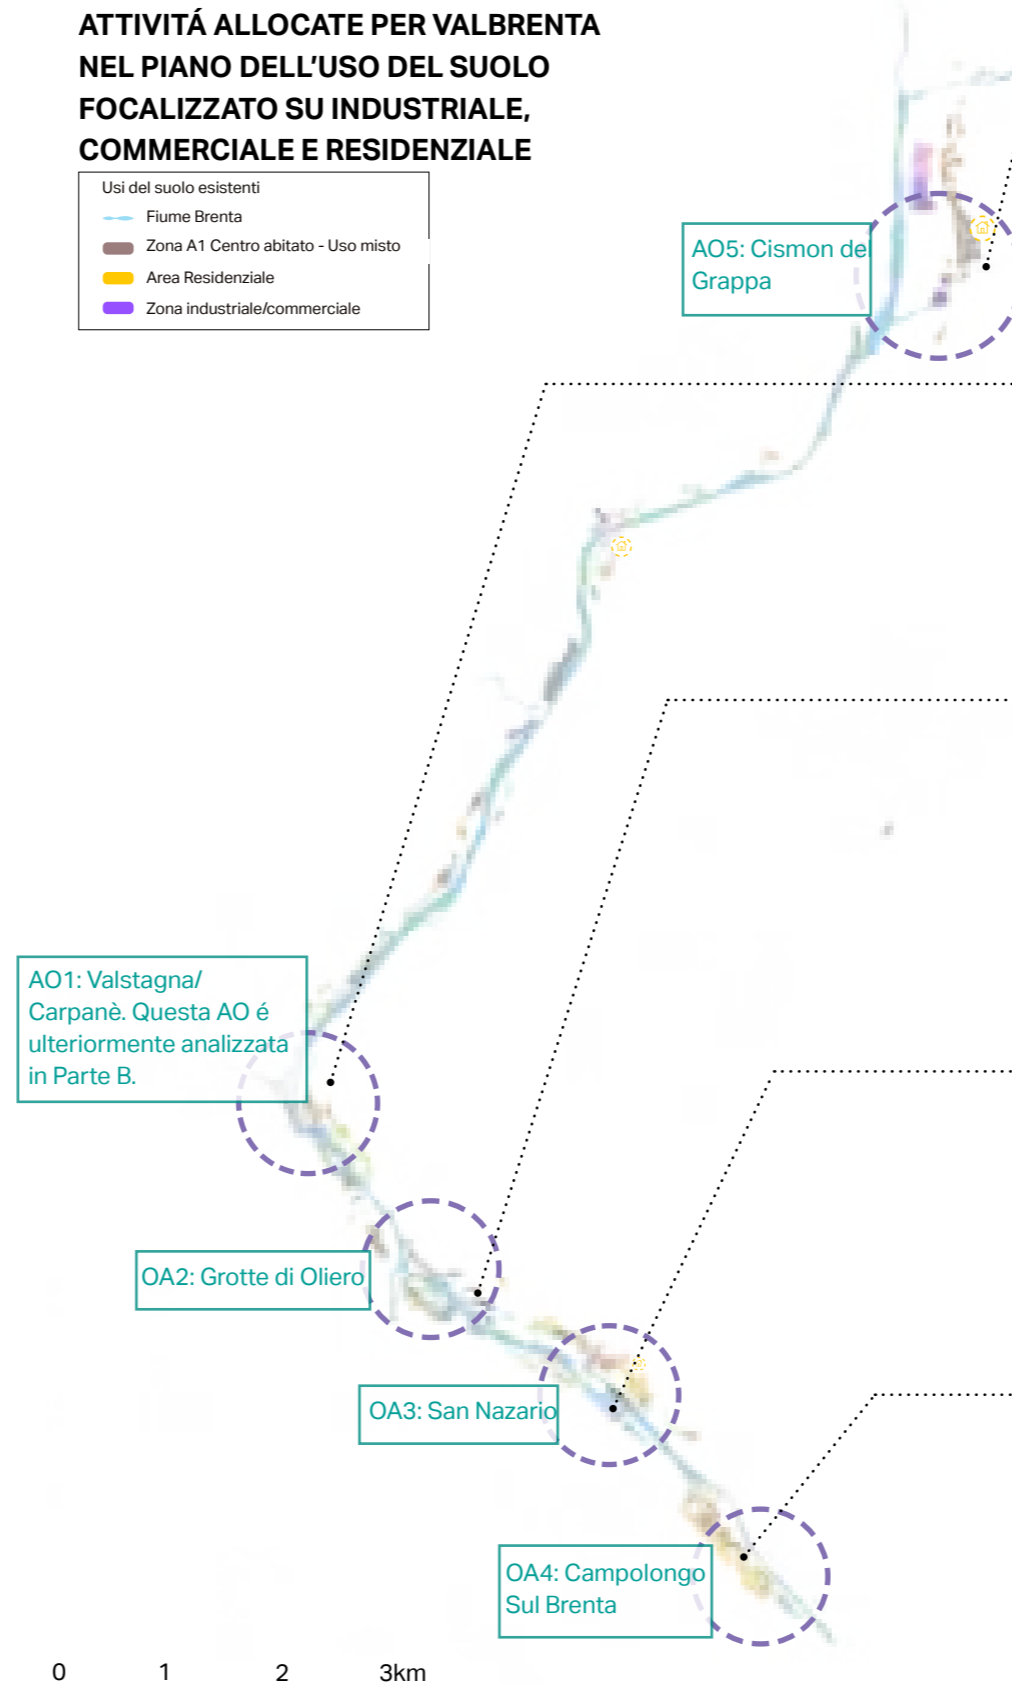 ATTIVITÁ ALLOCATE PER VALBRENTA
NEL PIANO DELL’USO DEL SUOLO
FOCALIZZATO SU INDUSTRIALE,
COMMERCIALE E RESIDENZIALE
Usi del suolo esistenti
Fiume Brenta
Zona A1 Centro abitato - Uso misto
Area Residenziale
Zona industriale/commerciale
AO5: Cismon del
Grappa
AO1: Valstagna/
Carpanè. Questa AO é
ulteriormente analizzata
in Parte B.
OA2: Grotte di Oliero
OA3: San Nazario
OA4: Campolongo
Sul Brenta
0 1 2 3km